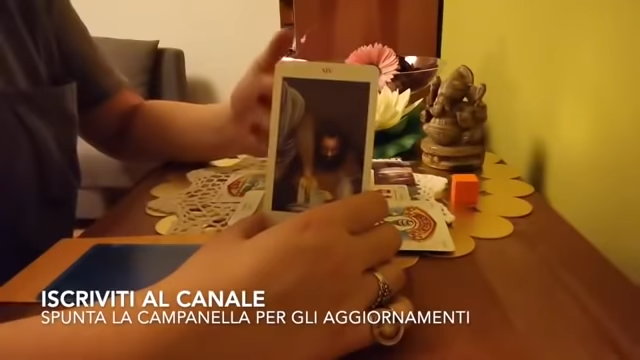 ISCRIVITI AL CANALE
SPUNTA LA CAMPANELLA PER GLI AGGIORNAMENTI